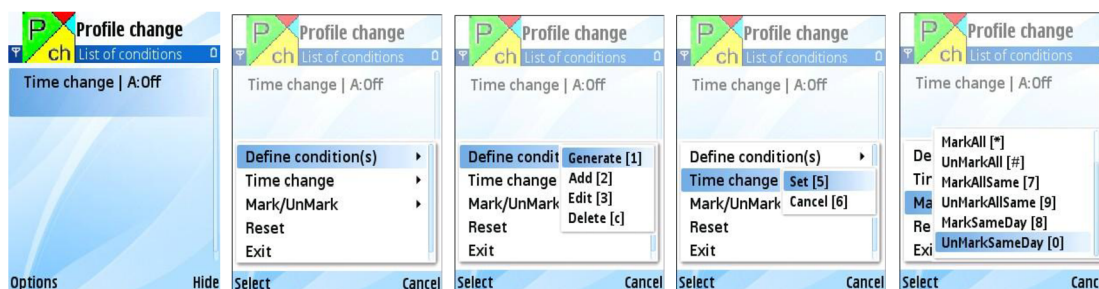 P
ch
Profile change
List of conditions
Time change | A:Off
Options
Hide
P
ch
Profile change
List of conditions
Time change | A:Off
Define condition(s)
Time change
Mark/UnMark
Reset
Exit
Select
Cancel
P
ch
Profile change
List of conditions
Time change | A:Off
Define condit
Generate [1]
Time change
Add [2]
Mark/UnMark
Edit [3]
Reset
Delete [c]
Exit
Select
Cancel
P
ch
Profile change
List of conditions
Time change | A:Off
Define condition(s)
Time change
Set [5]
Mark/UnMark
Cancel [6]
Reset
Exit
Select
Cancel
P
ch
Profile change
List of conditions
Time change | A:Off
De
MarkAll [*]
UnMarkAll [#]
Tir
MarkAllSame [7]
Ma
UnMarkAllSame [9]
Re
MarkSameDay [8]
Exi
UnMarkSameDay [0]
Select
Canc